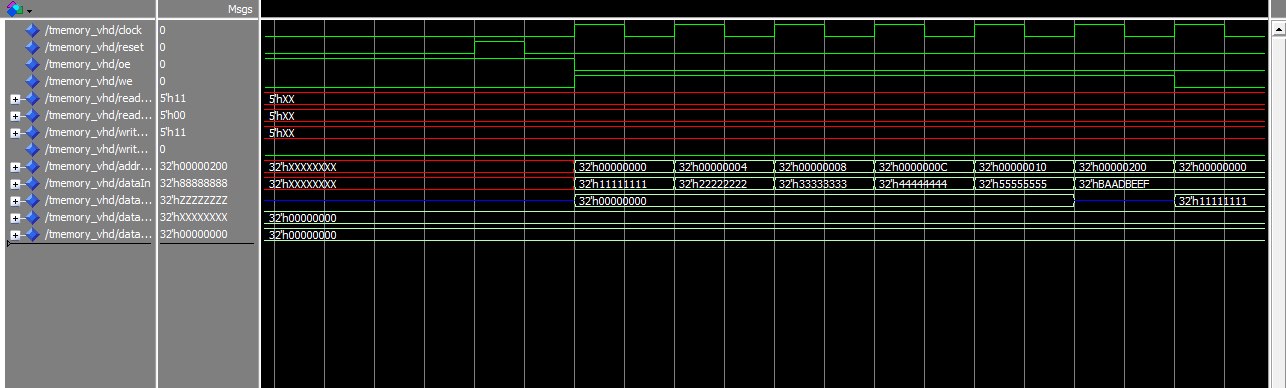 Msgs
/tmemory_vhd/clock 0
/tmemory_vhd/reset 0
/tmemory_vhd/oe 0
/tmemory_vhd/we 0
/tmemory_vhd/read... 5'h11 5'hXX
/tmemory_vhd/read... 5'h00 5'hXX
/tmemory_vhd/writ... 5'h11 5'hXX
/tmemory_vhd/writ... 0
/tmemory_vhd/addr... 32'h00000200 32'hXXXXXXXX 32'h00000000 32'h00000004 32'h00000008 32'h0000000C 32'h00000010 32'h00000200 32'h00000000
/tmemory_vhd/dataIn 32'h88888888 32'hXXXXXXXX 32'h11111111 32'h22222222 32'h33333333 32'h44444444 32'h55555555 32'hBAADBEEF
/tmemory_vhd/data... 32'hZZZZZZZZ 32'h00000000 32'h11111111
/tmemory_vhd/data... 32'hXXXXXXXX 32'h00000000
/tmemory_vhd/data... 32'h00000000 32'h00000000